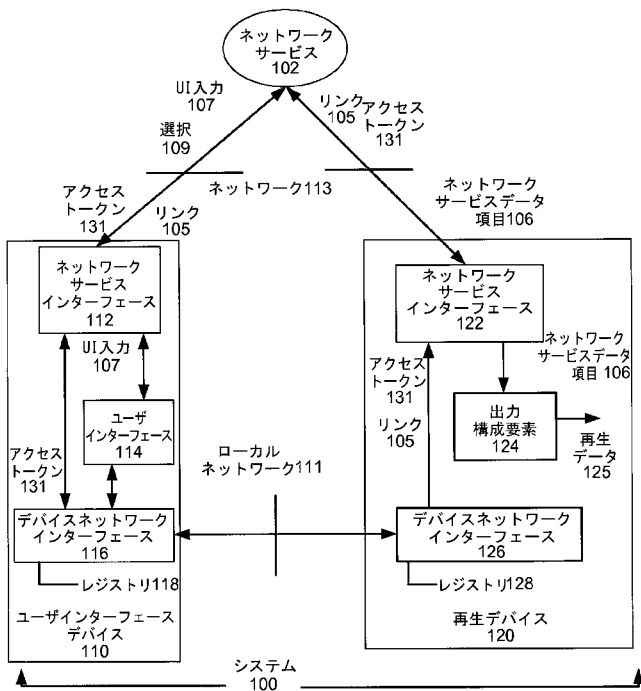 ネットワーク
サービス
102
UI入力
107
選択
109
リンク
105
アクセス
トークン
131
ネットワーク113
アクセス
トークン
131
リンク
105
ネットワーク
サービスデータ
項目106
ネットワーク
サービス
インターフェース
112
UI入力
107
ユーザ
インターフェース
114
アクセス
トークン
131
デバイスネットワーク
インターフェース
116
レジストリ118
ユーザインターフェース
デバイス
110
ローカル
ネットワーク111
ネットワーク
サービス
インターフェース
122
ネットワーク
サービスデータ
項目 106
アクセス
トークン
131
リンク
105
出力
構成要素
124
再生
データ
125
デバイスネットワーク
インターフェース
126
レジストリ128
再生デバイス
120
システム
100